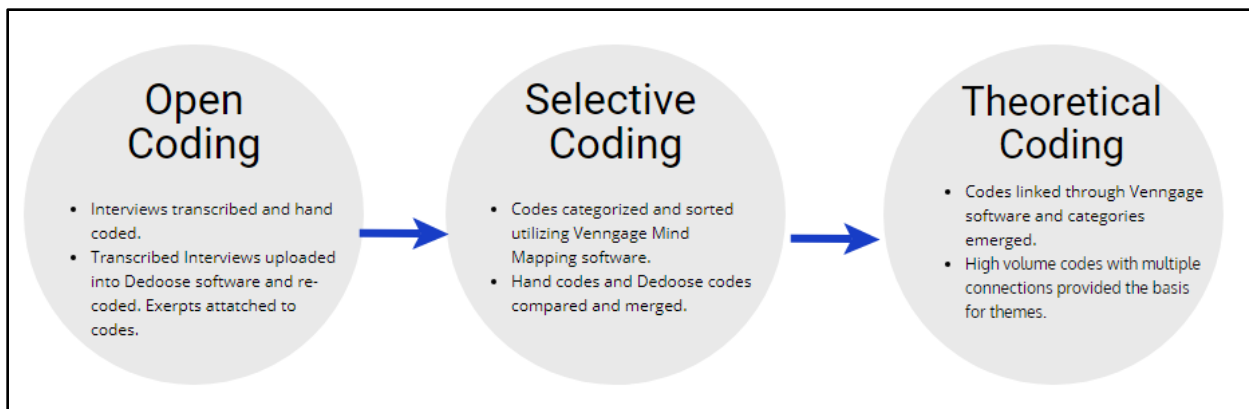 Open
Coding
• Interviews transcribed and hand
coded.
• Transcribed Interviews uploaded
into Dedoose software and re-
coded. Exerpts attatched to
codes.
Selective
Coding
• Codes categorized and sorted
utilizing Venngage Mind
Mapping software.
• Hand codes and Dedoose codes
compared and merged.
Theoretical
Coding
• Codes linked through Venngage
software and categories
emerged.
• High volume codes with multiple
connections provided the basis
for themes.